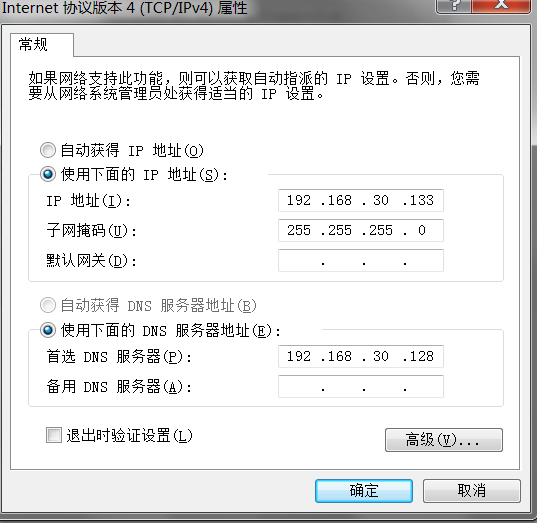 Internet 协议版本 4 (TCP/IPv4) 属性
常规
如果网络支持此功能，则可以获取自动指派的 IP 设置。否则，您需
要从网络系统管理员处获得适当的 IP 设置。
自动获得 IP 地址(O)
使用下面的 IP 地址(S):
IP 地址(I): 192 .168 . 30 .133
子网掩码(U): 255 .255 .255 . 0
默认网关(D): . . .
自动获得 DNS 服务器地址(B)
使用下面的 DNS 服务器地址(E):
首选 DNS 服务器(P): 192 .168 . 30 .128
备用 DNS 服务器(A): . . .
退出时验证设置(L)
高级(V)...
确定 取消